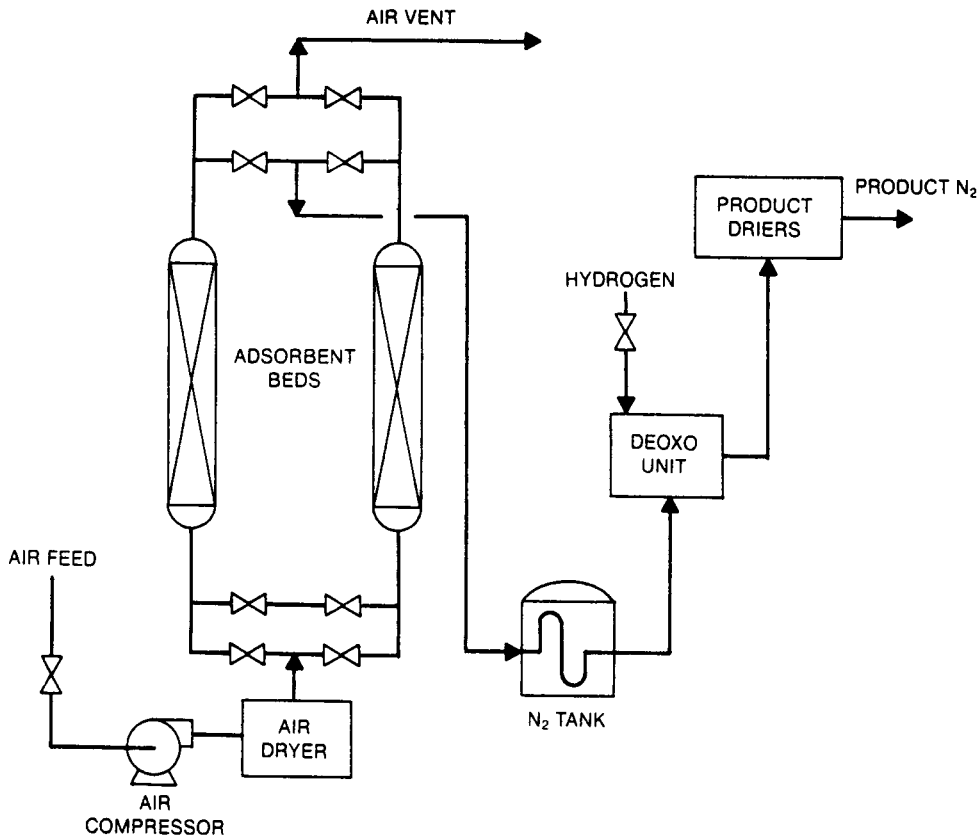 AIR VENT
PRODUCT N₂
PRODUCT
DRIERS
HYDROGEN
ADSORBENT
BEDS
DEOXO
UNIT
AIR FEED
N₂ TANK
AIR
DRYER
AIR
COMPRESSOR